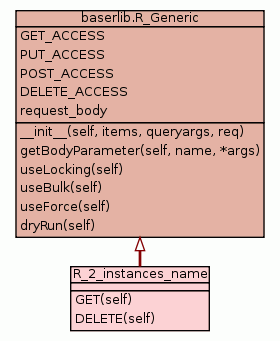 baserlib.R_Generic
GET_ACCESS
PUT_ACCESS
POST_ACCESS
DELETE_ACCESS
request_body
__init__(self, items, queryargs, req)
getBodyParameter(self, name, *args)
useLocking(self)
useBulk(self)
useForce(self)
dryRun(self)
R_2_instances_name
GET(self)
DELETE(self)